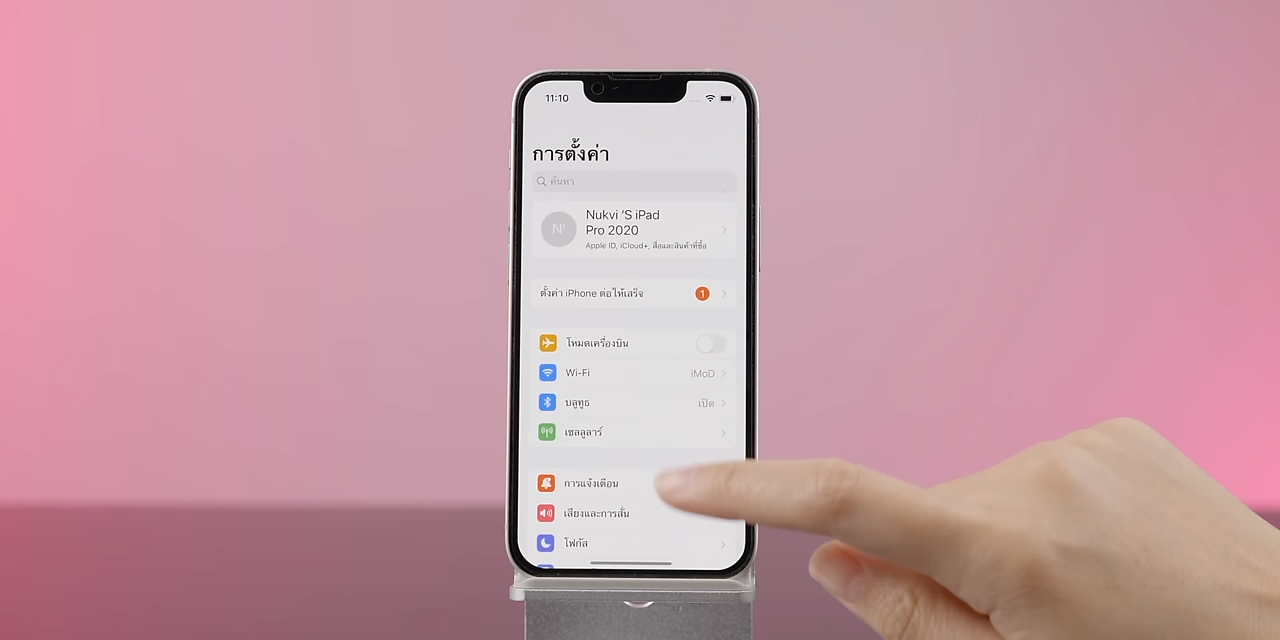 11:10
การตั้งค่า
ค้นหา
N'
Nukvi 'S iPad
Pro 2020
Apple ID, iCloud+, สื่อและสินค้าที่ซื้อ
ตั้งค่า iPhone ต่อให้เสร็จ 1
โหมดเครื่องบิน
Wi-Fi iMoD
บลูทูธ เปิด
เซลลูลาร์
การแจ้งเตือน
เสียงและการสั่น
โฟกัส